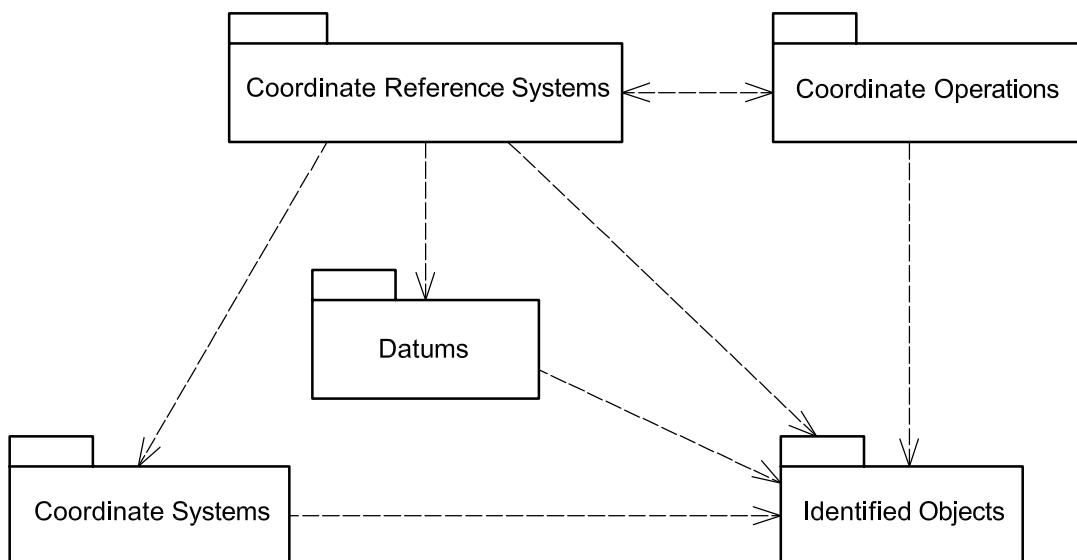 Coordinate Reference Systems
Coordinate Operations
Datums
Coordinate Systems
Identified Objects